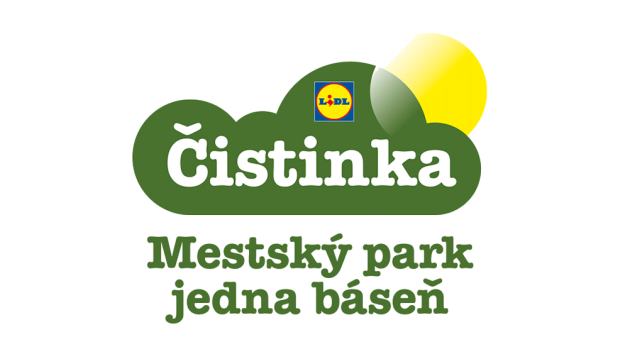 LIDL
Čistinka
Mestský park
jedna báseň